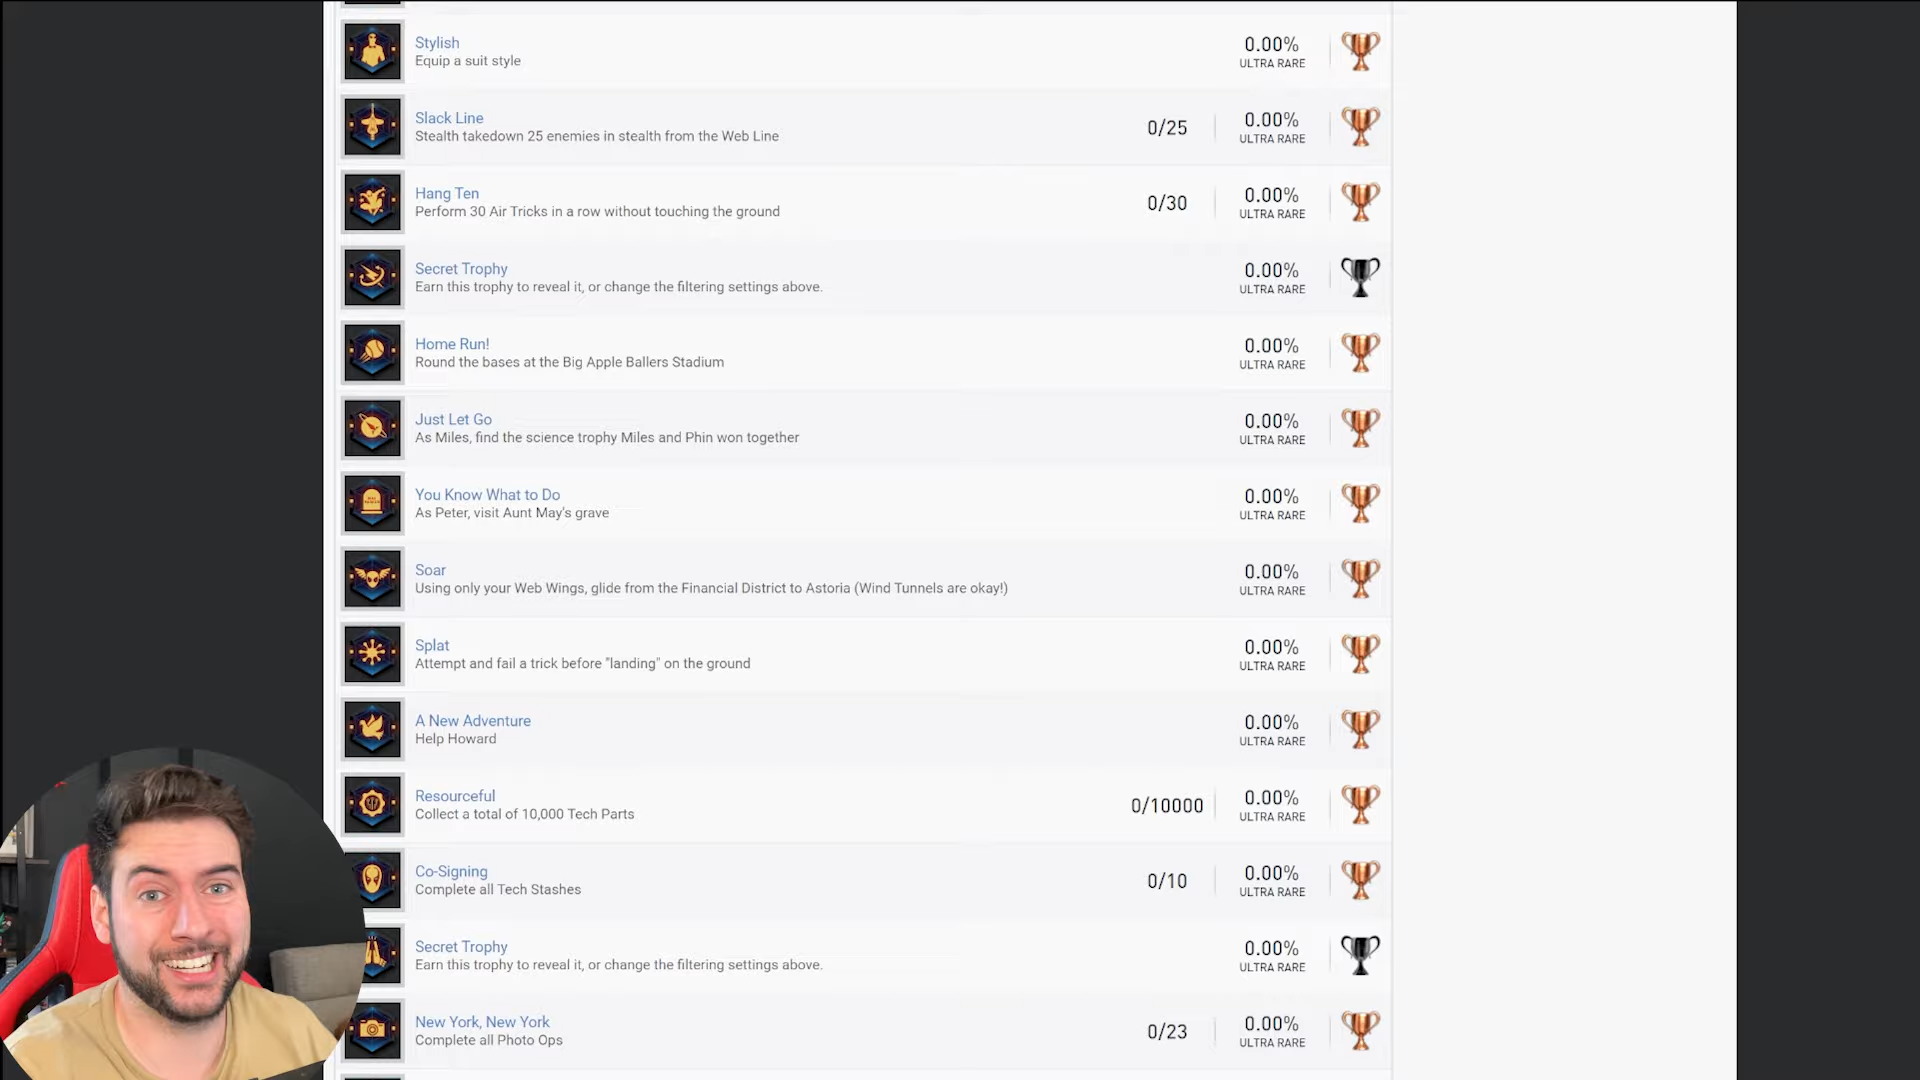 Stylish
Equip a suit style
0.00%
ULTRA RARE
Slack Line
Stealth takedown 25 enemies in stealth from the Web Line
0/25
0.00%
ULTRA RARE
Hang Ten
Perform 30 Air Tricks in a row without touching the ground
0/30
0.00%
ULTRA RARE
Secret Trophy
Earn this trophy to reveal it, or change the filtering settings above.
0.00%
ULTRA RARE
Home Run!
Round the bases at the Big Apple Ballers Stadium
0.00%
ULTRA RARE
Just Let Go
As Miles, find the science trophy Miles and Phin won together
0.00%
ULTRA RARE
You Know What to Do
As Peter, visit Aunt May's grave
0.00%
ULTRA RARE
Soar
Using only your Web Wings, glide from the Financial District to Astoria (Wind Tunnels are okay!)
0.00%
ULTRA RARE
Splat
Attempt and fail a trick before "landing" on the ground
0.00%
ULTRA RARE
A New Adventure
Help Howard
0.00%
ULTRA RARE
Resourceful
Collect a total of 10,000 Tech Parts
0/10000
0.00%
ULTRA RARE
Co-Signing
Complete all Tech Stashes
0/10
0.00%
ULTRA RARE
Secret Trophy
Earn this trophy to reveal it, or change the filtering settings above.
0.00%
ULTRA RARE
New York, New York
Complete all Photo Ops
0/23
0.00%
ULTRA RARE